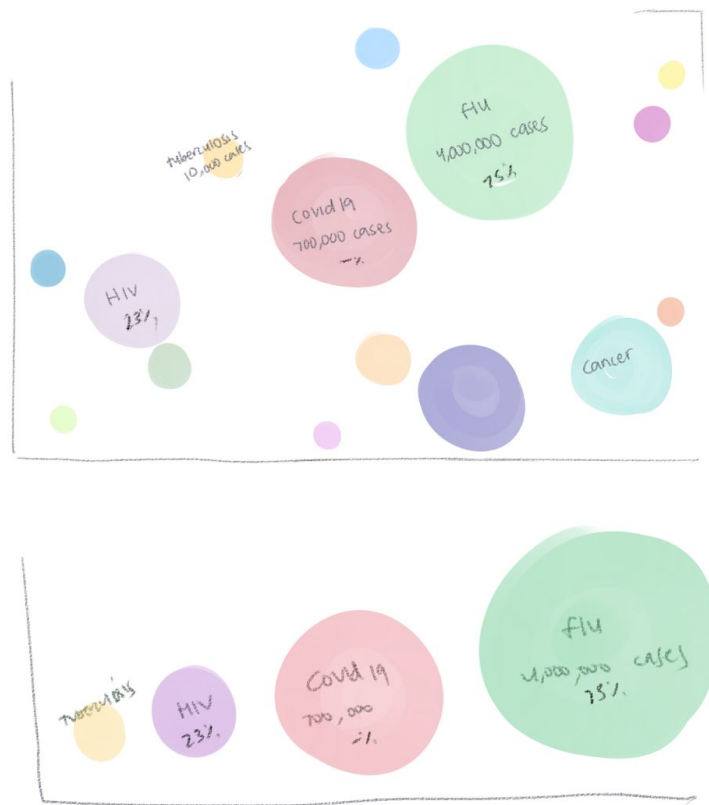 flu
4,000,000 cases
75%
tuberculosis
10,000 cases
Covid 19
700,000 cases
-%
HIV
23%
Cancer
flu
4,000,000 cases
75%
tuberculosis
Covid 19
700,000
-%
HIV
23%